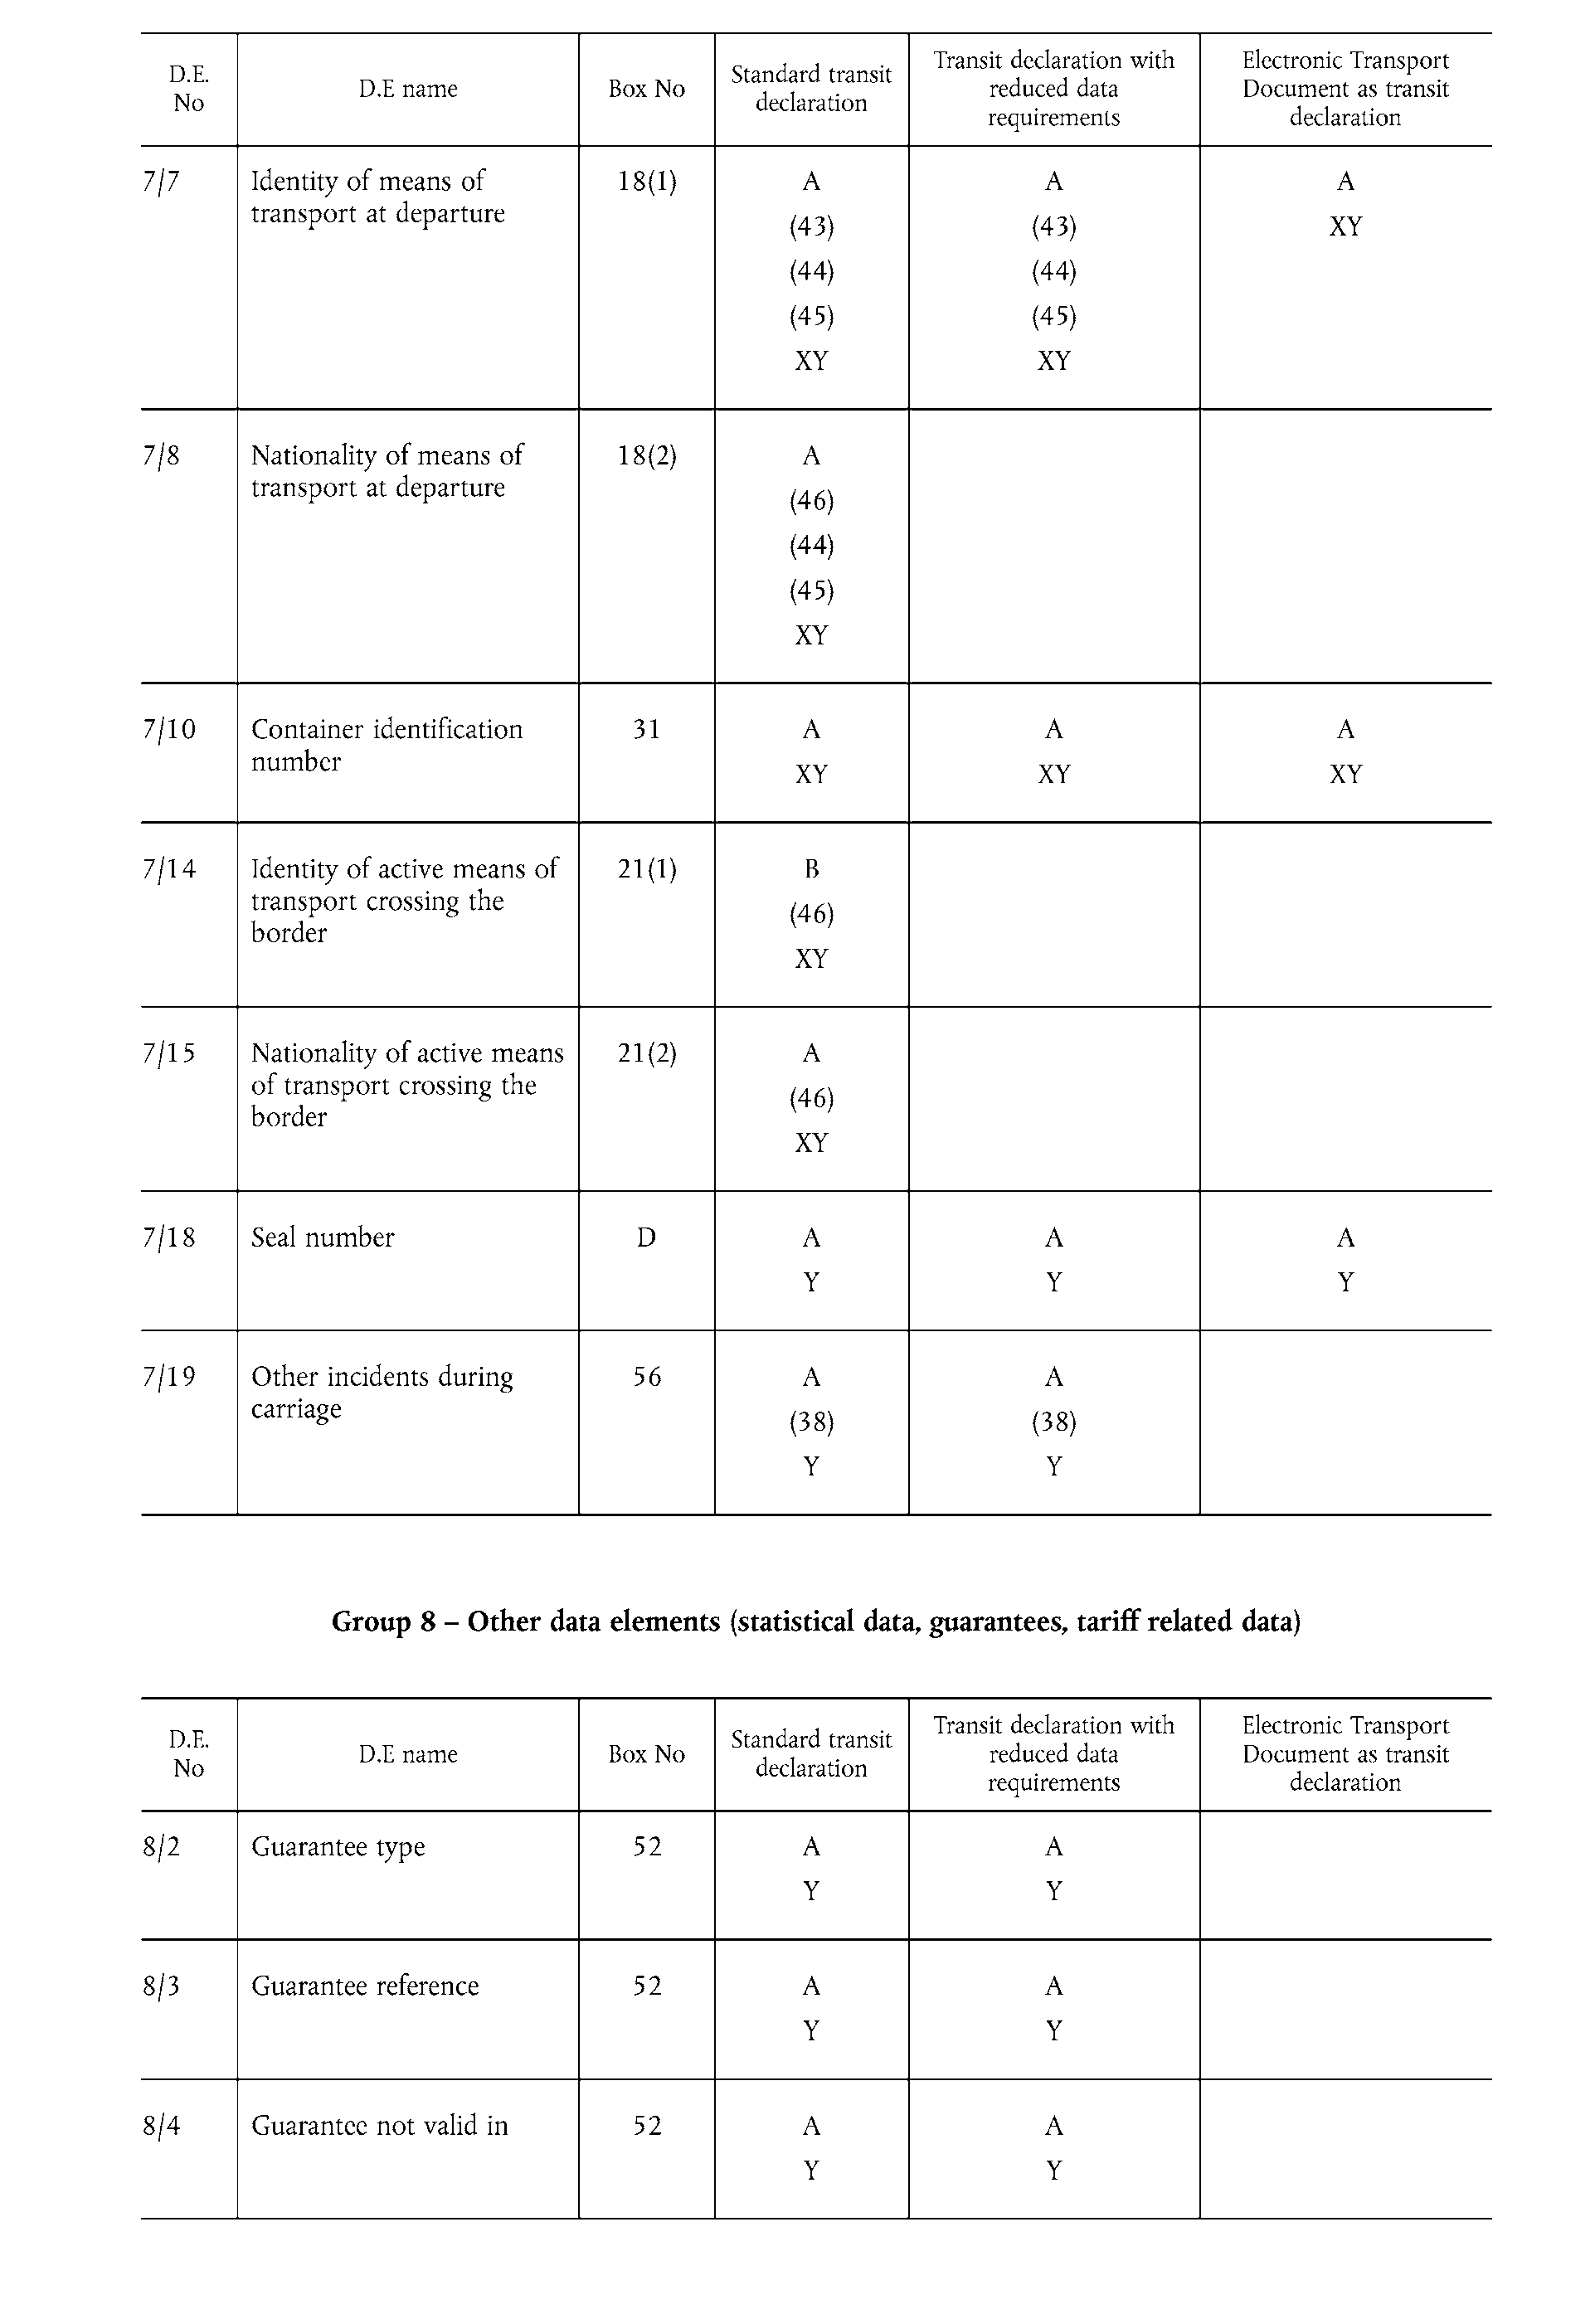 D.E.
No
D.E name
Box No
Standard transit
declaration
Transit declaration with
reduced data
requirements
Electronic Transport
Document as transit
declaration
7/7
Identity of means of
transport at departure
18(1)
A
(43)
(44)
(45)
XY
A
(43)
(44)
(45)
XY
A
XY
7/8
Nationality of means of
transport at departure
18(2)
A
(46)
(44)
(45)
XY
7/10
Container identification
number
31
A
XY
A
XY
A
XY
7/14
Identity of active means of
transport crossing the
border
21(1)
B
(46)
XY
7/15
Nationality of active means
of transport crossing the
border
21(2)
A
(46)
XY
7/18
Seal number
D
A
Y
A
Y
A
Y
7/19
Other incidents during
carriage
56
A
(38)
Y
A
(38)
Y
Group 8 – Other data elements (statistical data, guarantees, tariff related data)
D.E.
No
D.E name
Box No
Standard transit
declaration
Transit declaration with
reduced data
requirements
Electronic Transport
Document as transit
declaration
8/2
Guarantee type
52
A
Y
A
Y
8/3
Guarantee reference
52
A
Y
A
Y
8/4
Guarantee not valid in
52
A
Y
A
Y